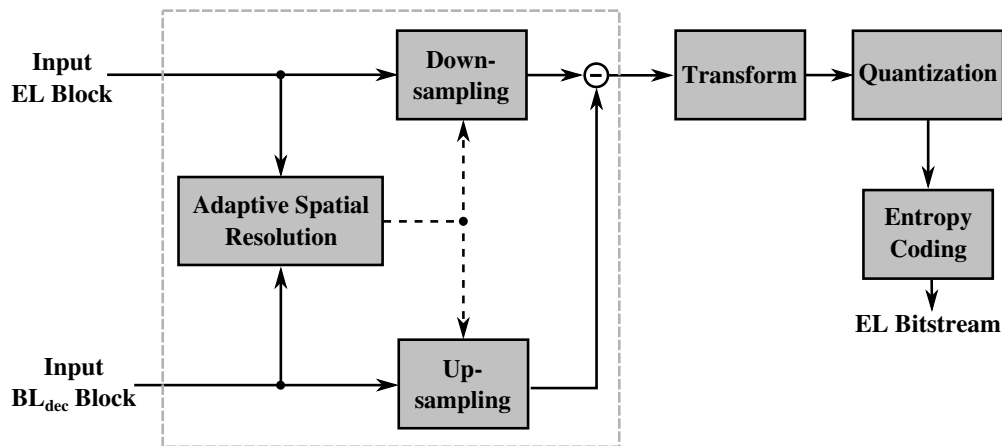 Input
EL Block
Down-
sampling
Transform
Quantization
Adaptive Spatial
Resolution
Entropy
Coding
EL Bitstream
Input
BLdec Block
Up-
sampling